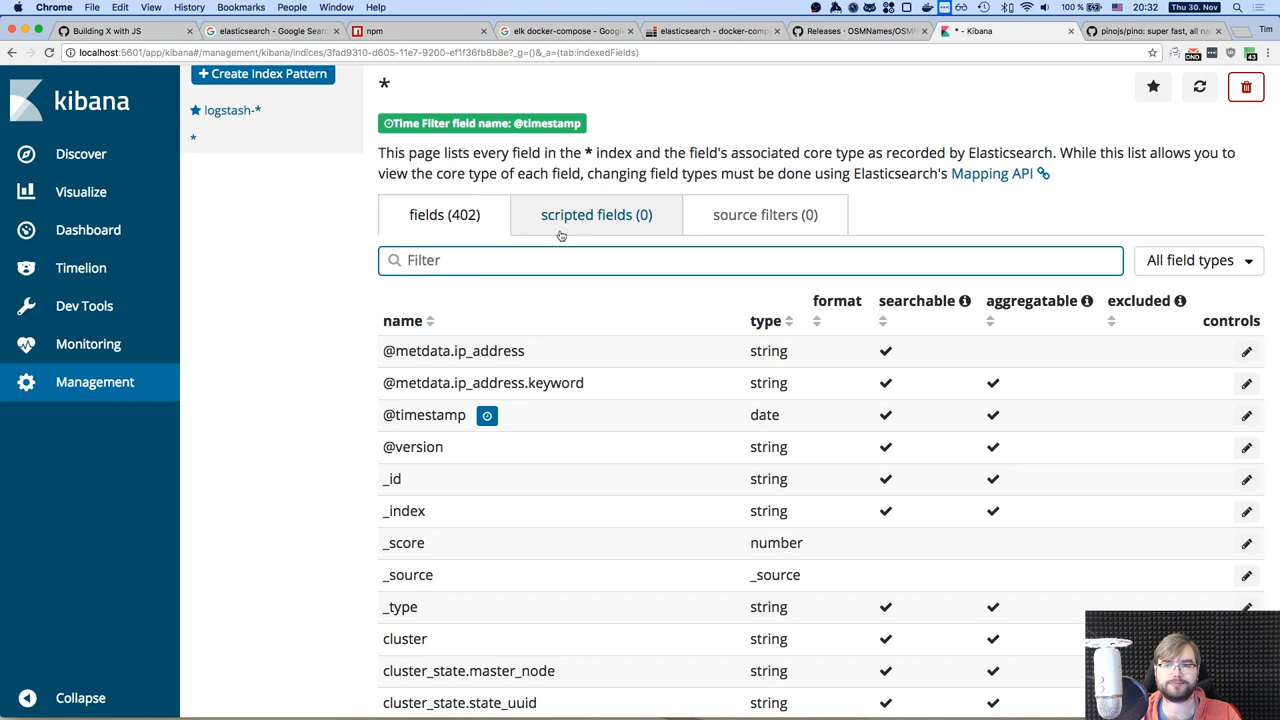 Chrome File Edit View History Bookmarks People Window Help
100 % Thu 30. Nov 20:32
Building X with JS
elasticsearch - Google Sear
npm
elk docker-compose - Google
elasticsearch - docker-comp
Releases · OSMNames/OSMN
* - Kibana
pinojs/pino: super fast, all na
Tim
localhost:5601/app/kibana#/management/kibana/indices/3fad9310-d605-11e7-9200-ef1f36fb8b8e?_g=()&_a=(tab:indexedFields)
DND
43
kibana
Discover
Visualize
Dashboard
Timelion
Dev Tools
Monitoring
Management
Collapse
+ Create Index Pattern
logstash-*
*
*
Time Filter field name: @timestamp
This page lists every field in the * index and the field's associated core type as recorded by Elasticsearch. While this list allows you to
view the core type of each field, changing field types must be done using Elasticsearch's Mapping API
fields (402) scripted fields (0) source filters (0)
Filter All field types
name type format searchable aggregatable excluded controls
@metdata.ip_address string
@metdata.ip_address.keyword string
@timestamp date
@version string
_id string
_index string
_score number
_source _source
_type string
cluster string
cluster_state.master_node string
cluster_state.state_uuid string